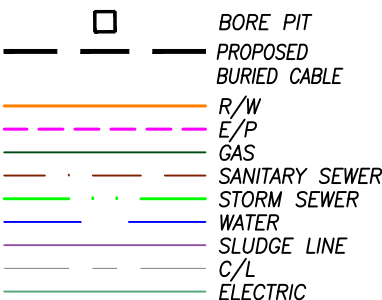 BORE PIT
PROPOSED
BURIED CABLE
R/W
E/P
GAS
SANITARY SEWER
STORM SEWER
WATER
SLUDGE LINE
C/L
ELECTRIC